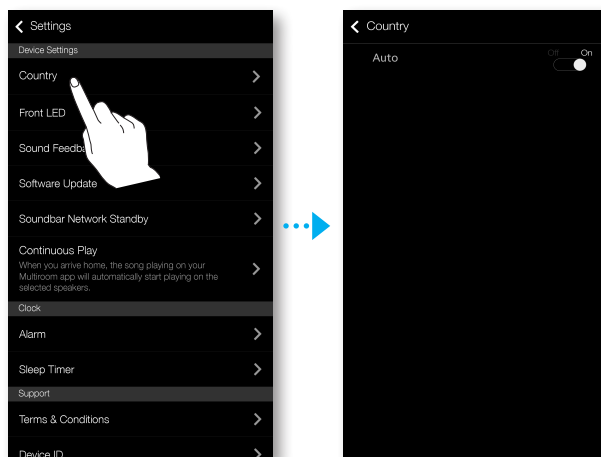 Settings
Device Settings
Country
Front LED
Sound Feedba
Software Update
Soundbar Network Standby
Continuous Play
When you arrive home, the song playing on your
Multiroom app will automatically start playing on the
selected speakers.
Clock
Alarm
Sleep Timer
Support
Terms & Conditions
Device ID
Country
Auto
Off On